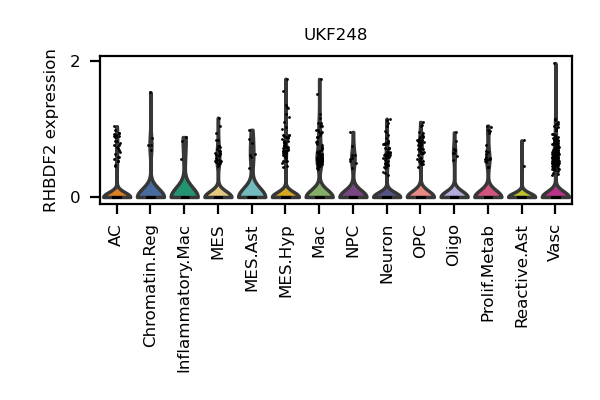 UKF248
RHBDF2 expression
2
0
AC
Chromatin.Reg
Inflammatory.Mac
MES
MES.Ast
MES.Hyp
Mac
NPC
Neuron
OPC
Oligo
Prolif.Metab
Reactive.Ast
Vasc